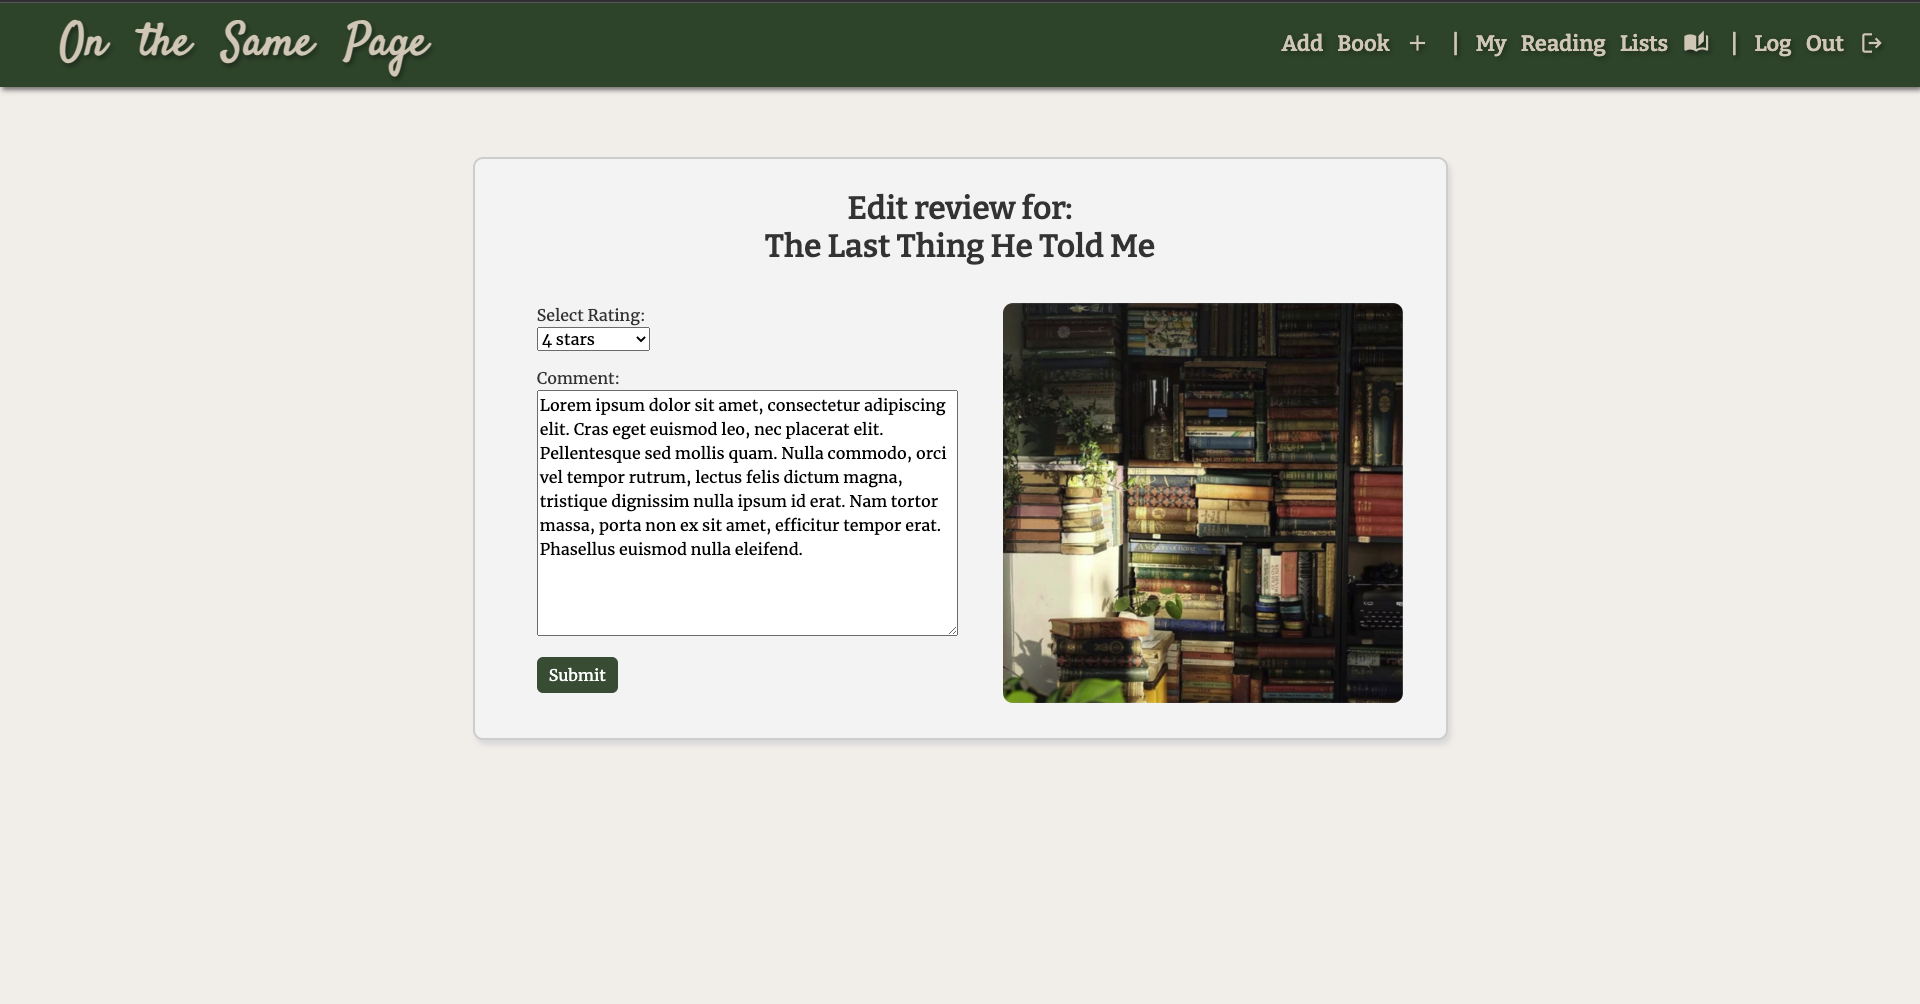 On the Same Page
Add Book + | My Reading Lists | Log Out
Edit review for:
The Last Thing He Told Me
Select Rating:
4 stars
Comment:
Lorem ipsum dolor sit amet, consectetur adipiscing
elit. Cras eget euismod leo, nec placerat elit.
Pellentesque sed mollis quam. Nulla commodo, orci
vel tempor rutrum, lectus felis dictum magna,
tristique dignissim nulla ipsum id erat. Nam tortor
massa, porta non ex sit amet, efficitur tempor erat.
Phasellus euismod nulla eleifend.
Submit